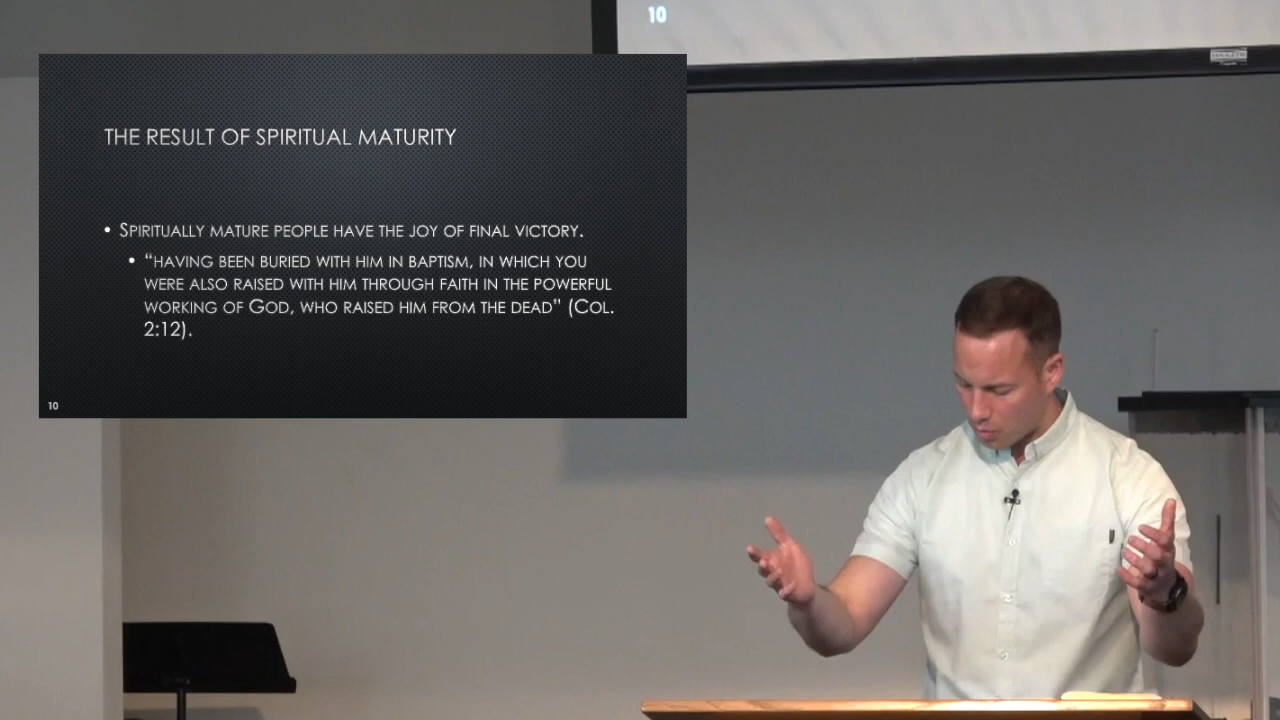 10
THE RESULT OF SPIRITUAL MATURITY
• SPIRITUALLY MATURE PEOPLE HAVE THE JOY OF FINAL VICTORY.
• “HAVING BEEN BURIED WITH HIM IN BAPTISM, IN WHICH YOU
WERE ALSO RAISED WITH HIM THROUGH FAITH IN THE POWERFUL
WORKING OF GOD, WHO RAISED HIM FROM THE DEAD” (COL.
2:12).
10